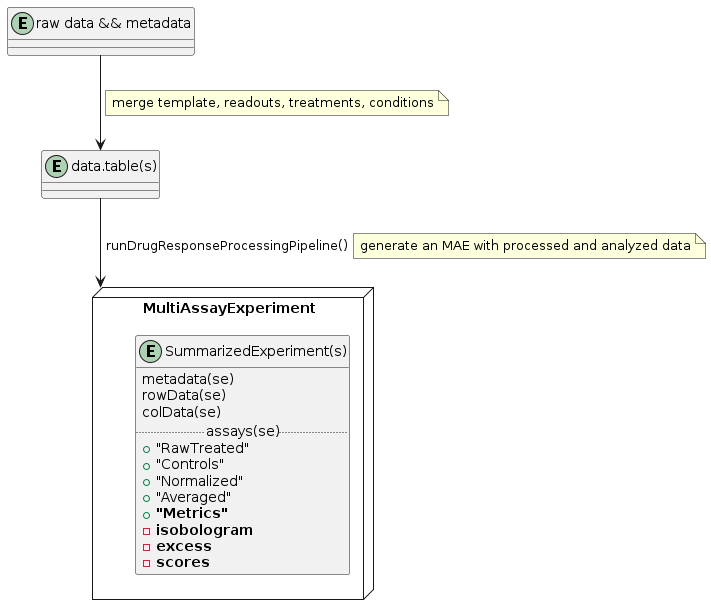 E raw data && metadata
merge template, readouts, treatments, conditions
E data.table(s)
runDrugResponseProcessingPipeline() generate an MAE with processed and analyzed data
MultiAssayExperiment
E SummarizedExperiment(s)
metadata(se)
rowData(se)
colData(se)
assays(se)
"RawTreated"
"Controls"
"Normalized"
"Averaged"
"Metrics"
isobologram
excess
scores